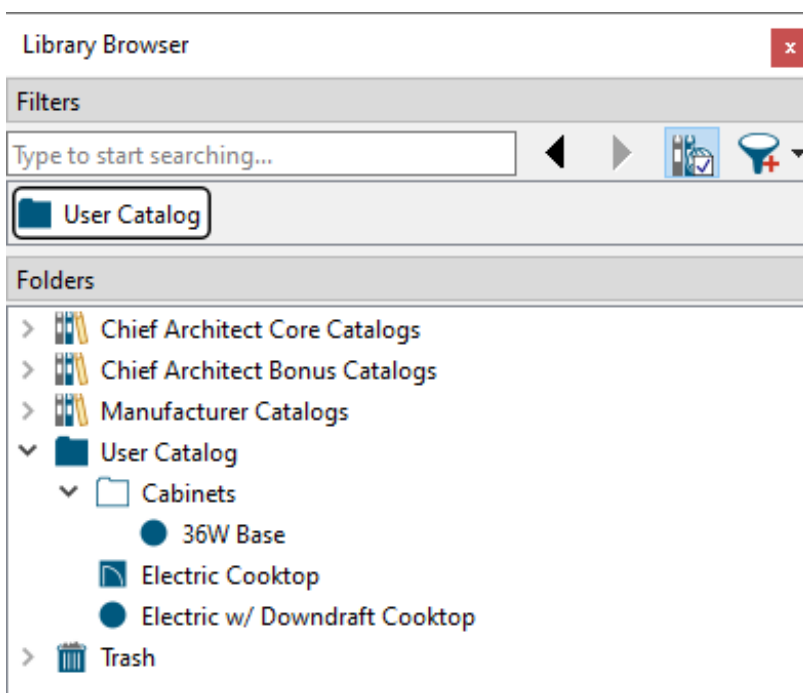 Library Browser
x
Filters
Type to start searching...
User Catalog
Folders
Chief Architect Core Catalogs
Chief Architect Bonus Catalogs
Manufacturer Catalogs
User Catalog
Cabinets
36W Base
Electric Cooktop
Electric w/ Downdraft Cooktop
Trash